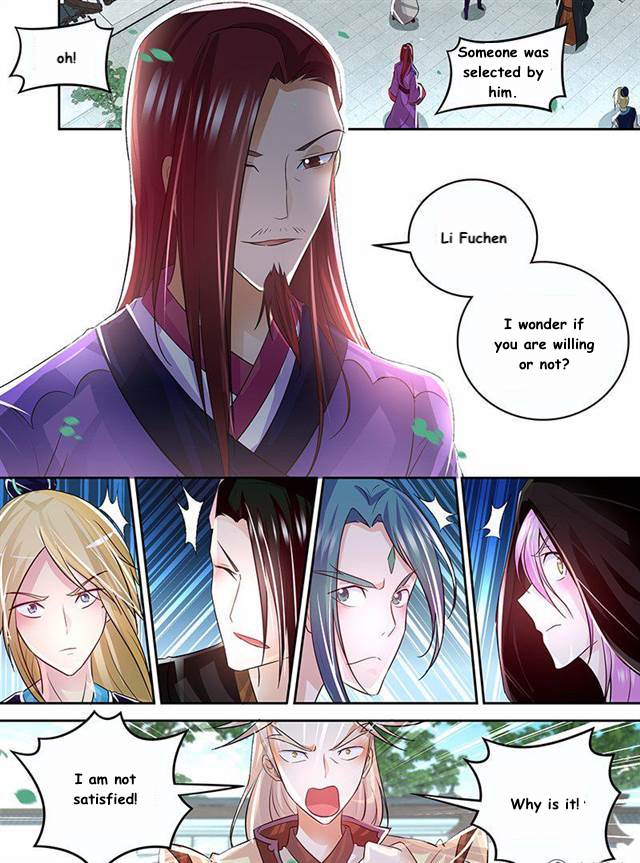 oh!
Someone was
selected by
him.
Li Fuchen
I wonder if
you are willing
or not?
I am not
satisfied!
Why is it!